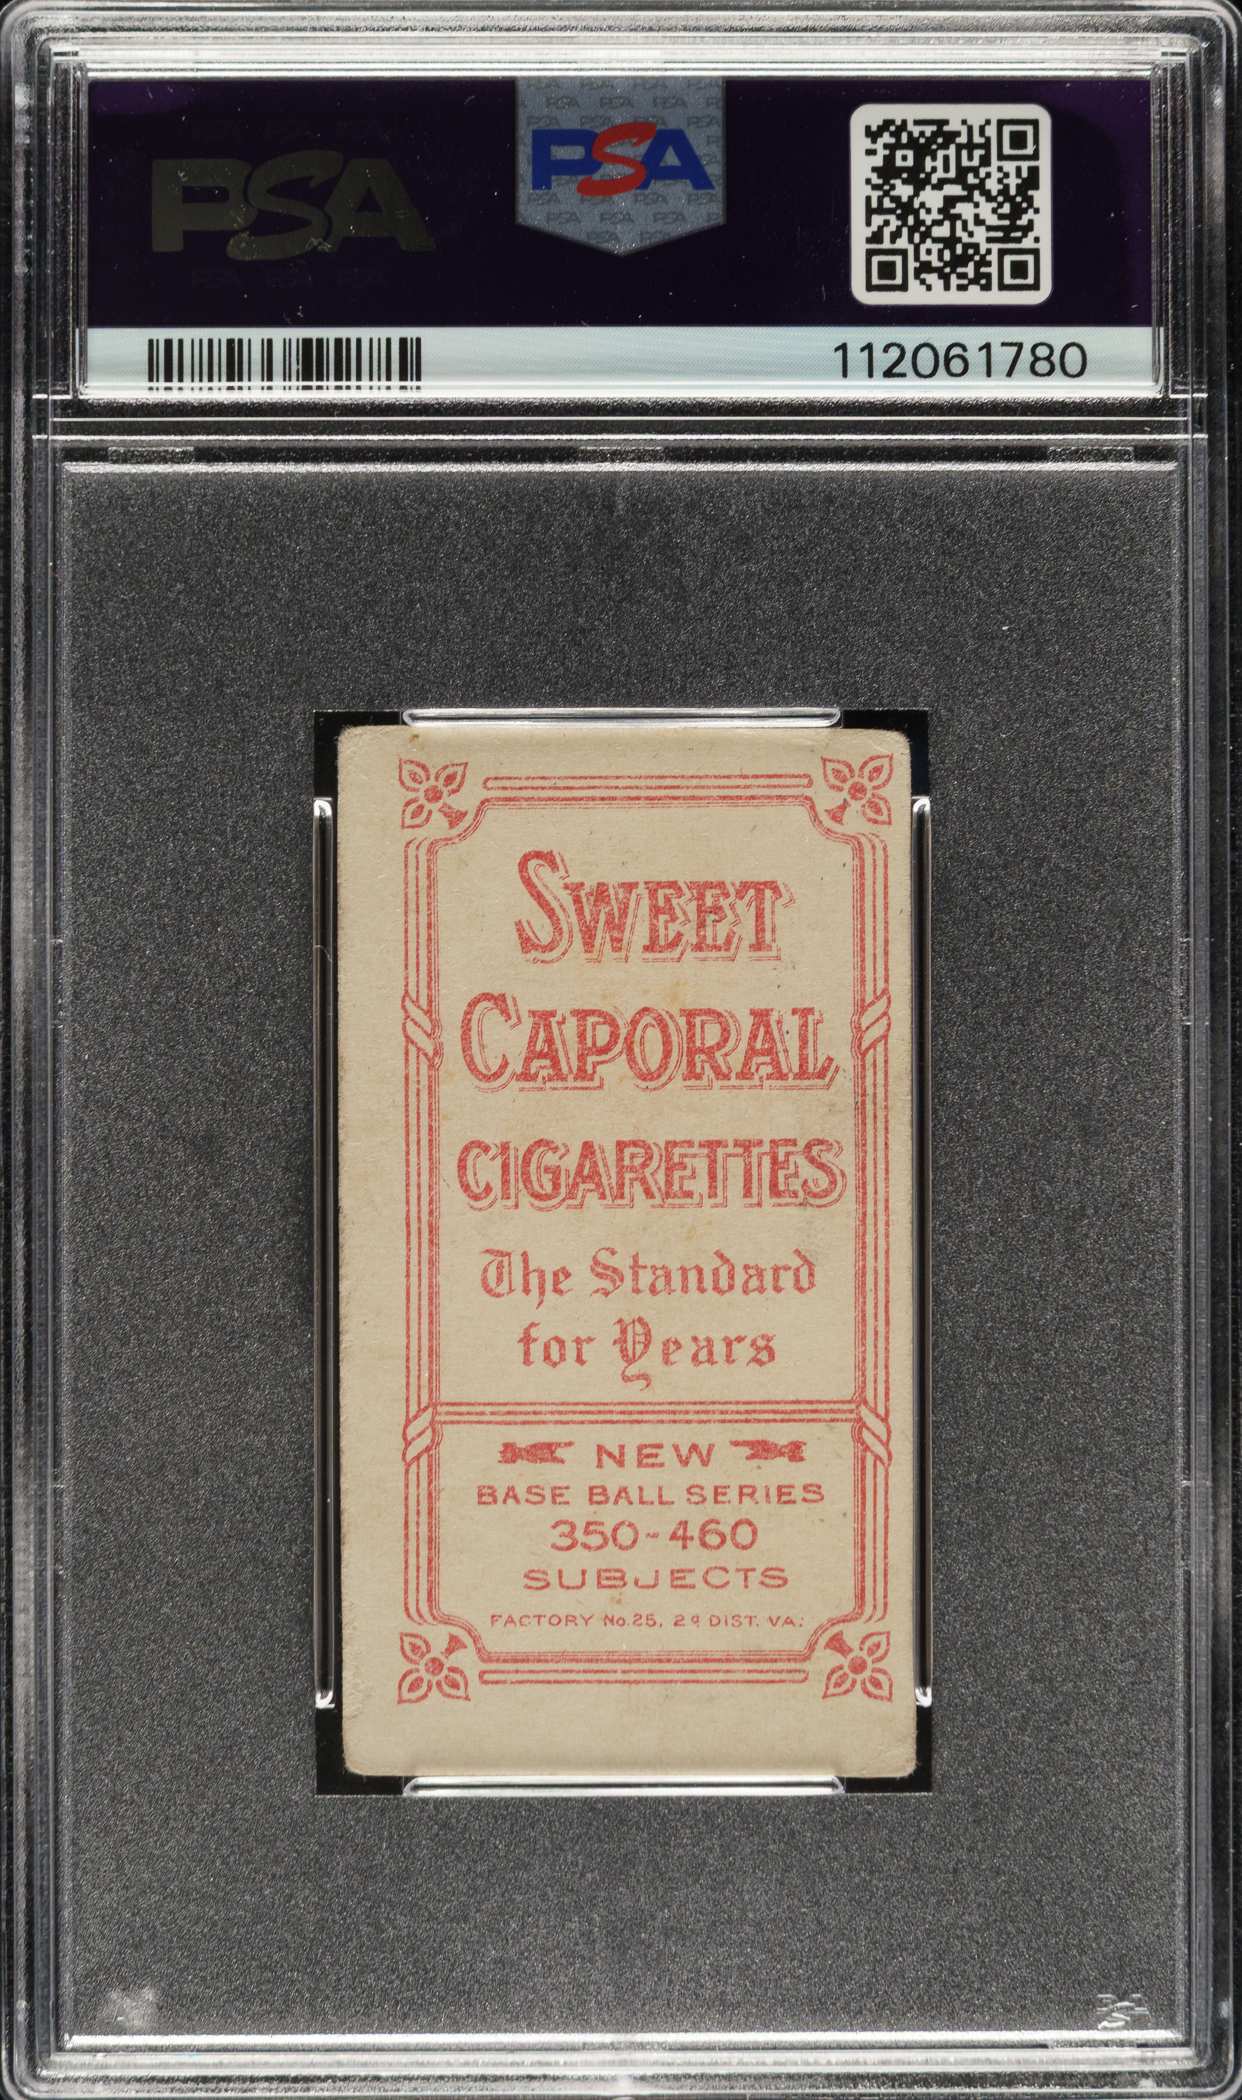 PSA
PSA
112061780
SWEET
CAPORAL
CIGARETTES
The Standard
for Years
NEW
BASE BALL SERIES
350-460
SUBJECTS
FACTORY No. 25, 2d DIST. VA.